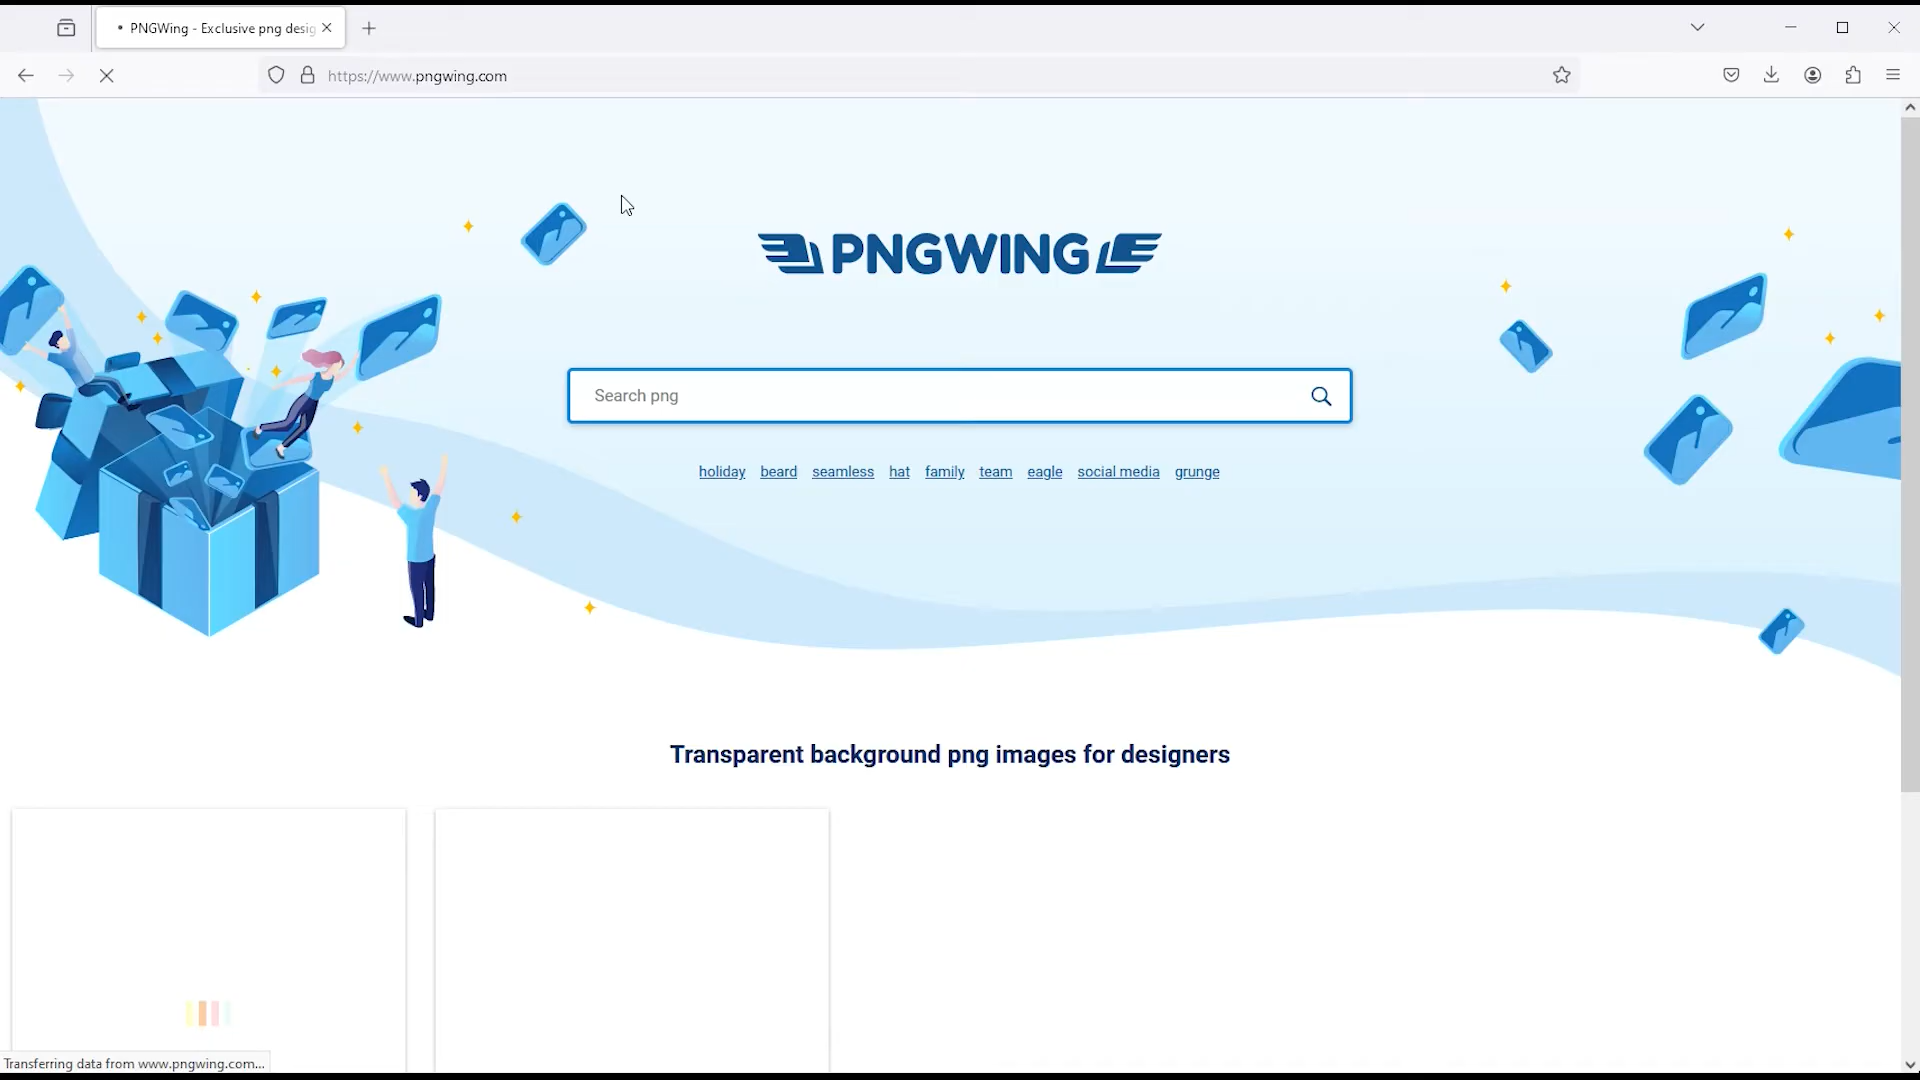 PNGWing - Exclusive png desig
https://www.pngwing.com
PNGWING
Search png
holiday beard seamless hat family team eagle social media grunge
Transparent background png images for designers
Transferring data from www.pngwing.com...